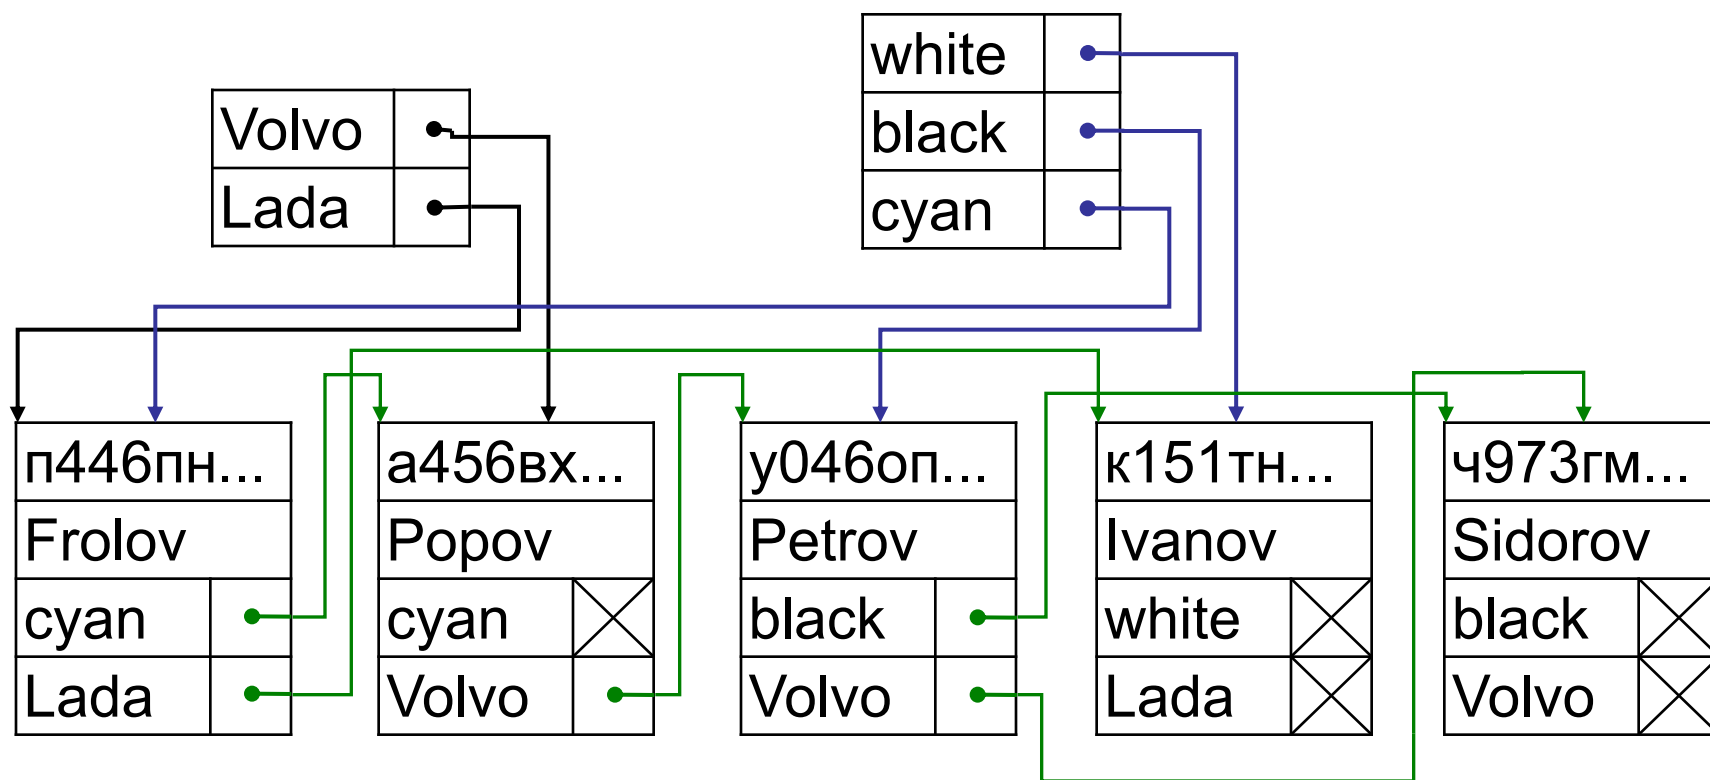 white
black
cyan
Volvo
Lada
п446пн...
Frolov
cyan
Lada
а456вх...
Popov
cyan
Volvo
у046оп...
Petrov
black
Volvo
к151тн...
Ivanov
white
Lada
ч973гм...
Sidorov
black
Volvo